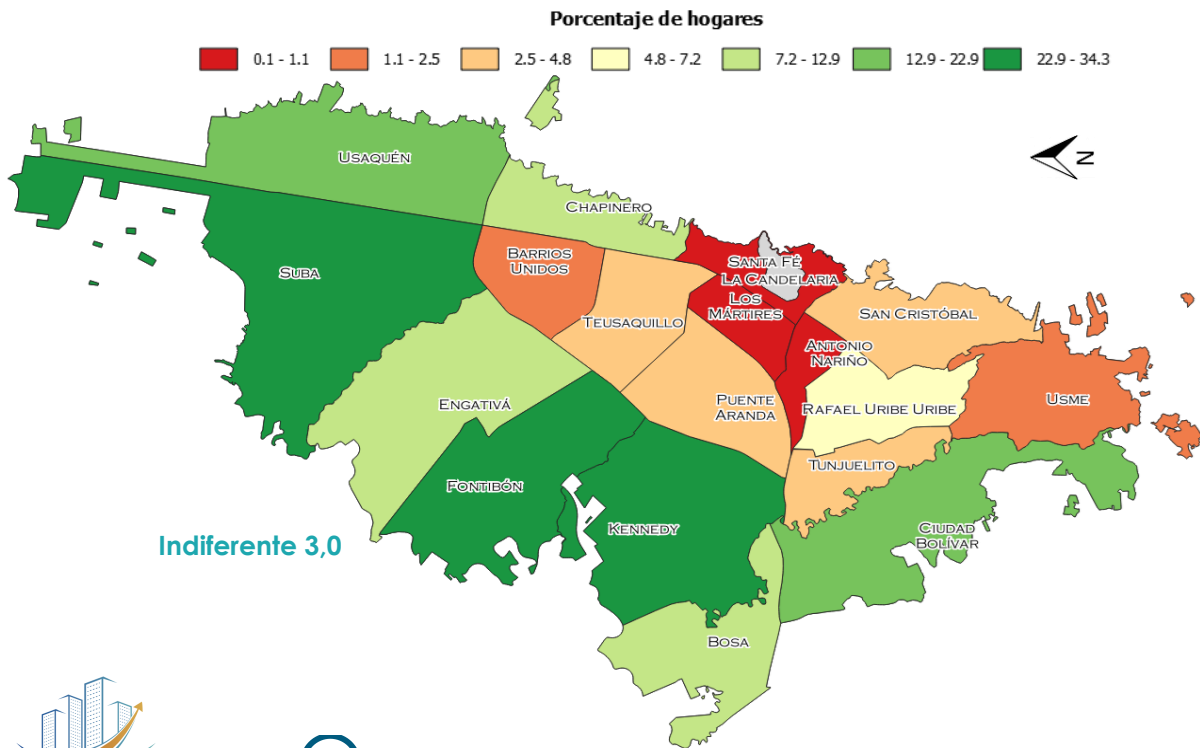 Porcentaje de hogares
0.1 - 1.1
1.1 - 2.5
2.5 - 4.8
4.8 - 7.2
7.2 - 12.9
12.9 - 22.9
22.9 - 34.3
USAQUÉN
N
CHAPINERO
BARRIOS
UNIDOS
SUBA
SANTA FÉ
LA CANDELARIA
LOS
MÁRTIRES
SAN CRISTÓBAL
TEUSAQUILLO
ANTONIO
NARIÑO
ENGATIVÁ
PUENTE
ARANDA
RAFAEL URIBE URIBE
USME
TUNJUELITO
FONTIBÓN
KENNEDY
CIUDAD
BOLÍVAR
Indiferente 3,0
BOSA